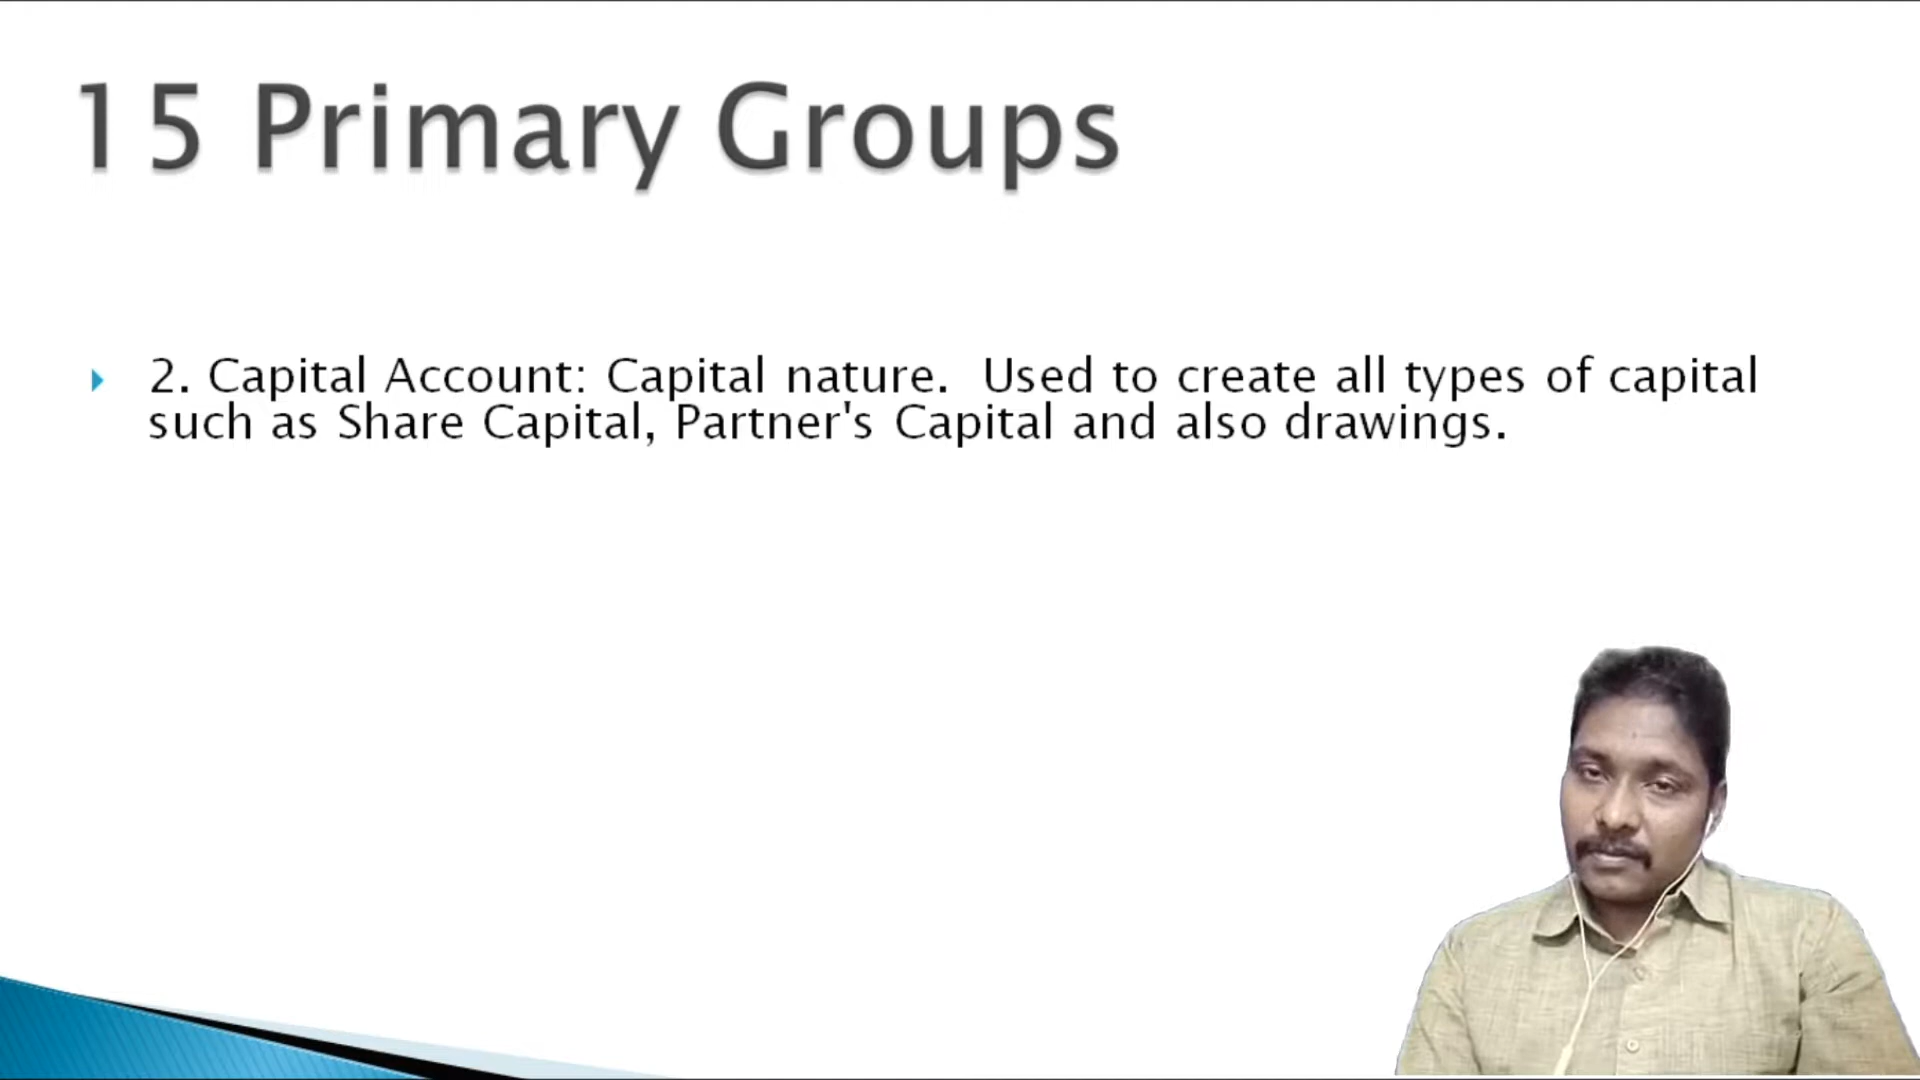 15 Primary Groups
2. Capital Account: Capital nature.  Used to create all types of capital
such as Share Capital, Partner's Capital and also drawings.